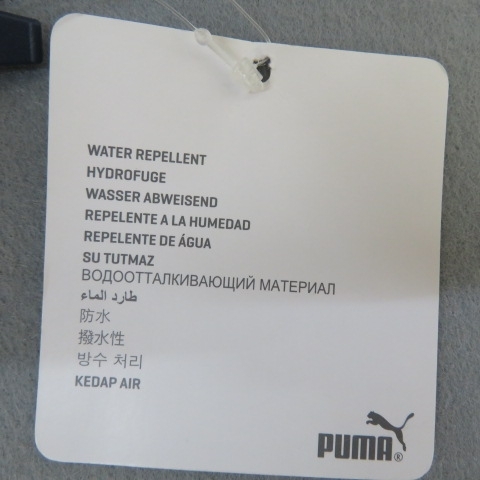 WATER REPELLENT
HYDROFUGE
WASSER ABWEISEND
REPELENTE A LA HUMEDAD
REPELENTE DE ÁGUA
SU TUTMAZ
ВОДООТТАЛКИВАЮЩИЙ МАТЕРИАЛ
طارد الماء
防水
撥水性
방수 처리
KEDAP AIR
PUMA®